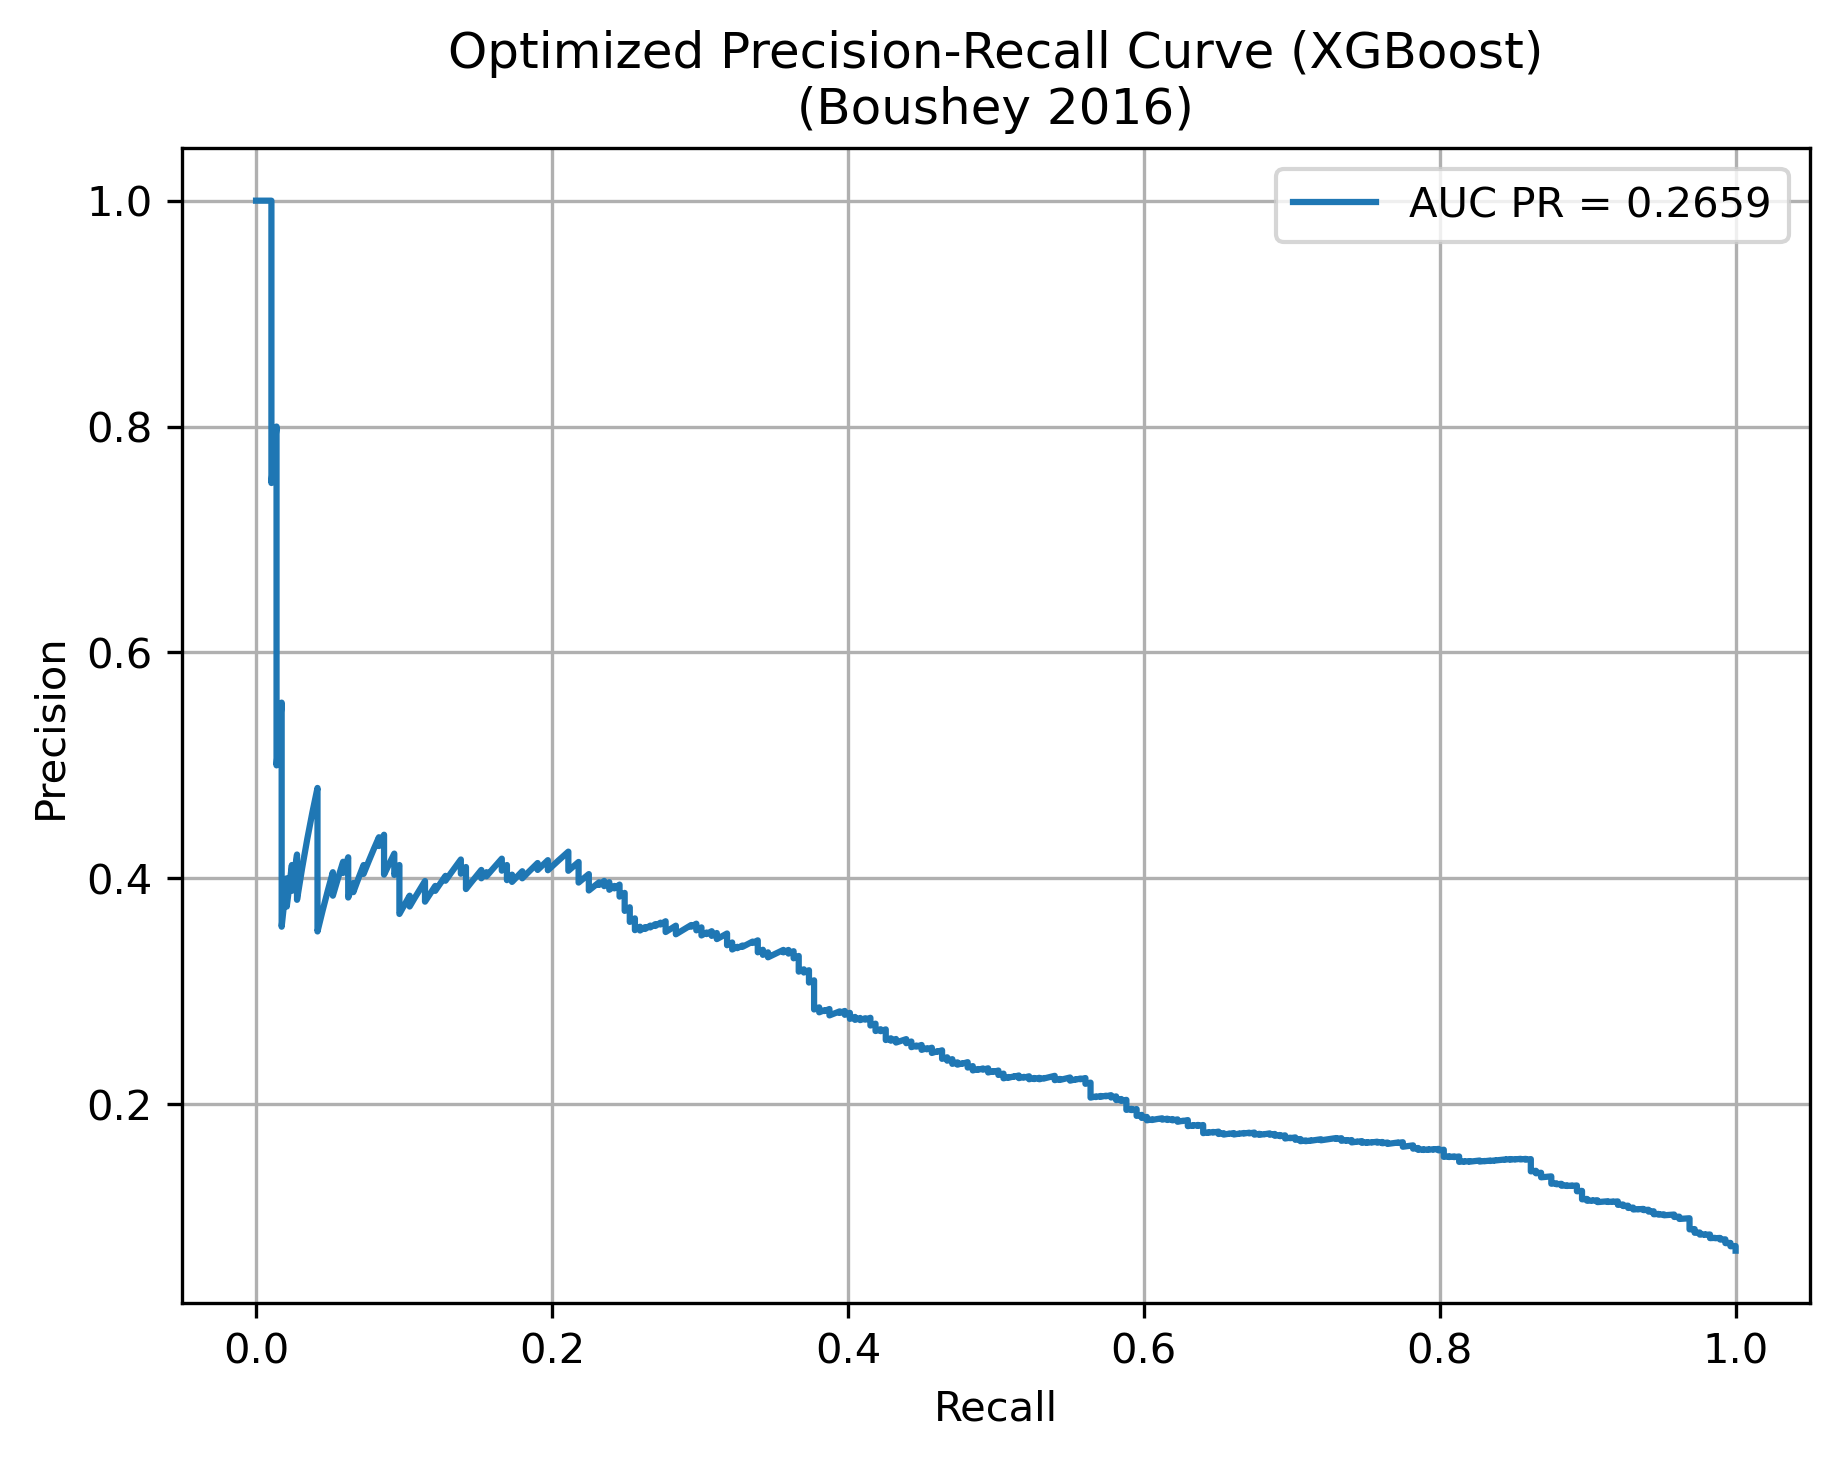 Optimized Precision-Recall Curve (XGBoost)
(Boushey 2016)
AUC PR = 0.2659
Precision
1.0
0.8
0.6
0.4
0.2
0.0 0.2 0.4 0.6 0.8 1.0
Recall